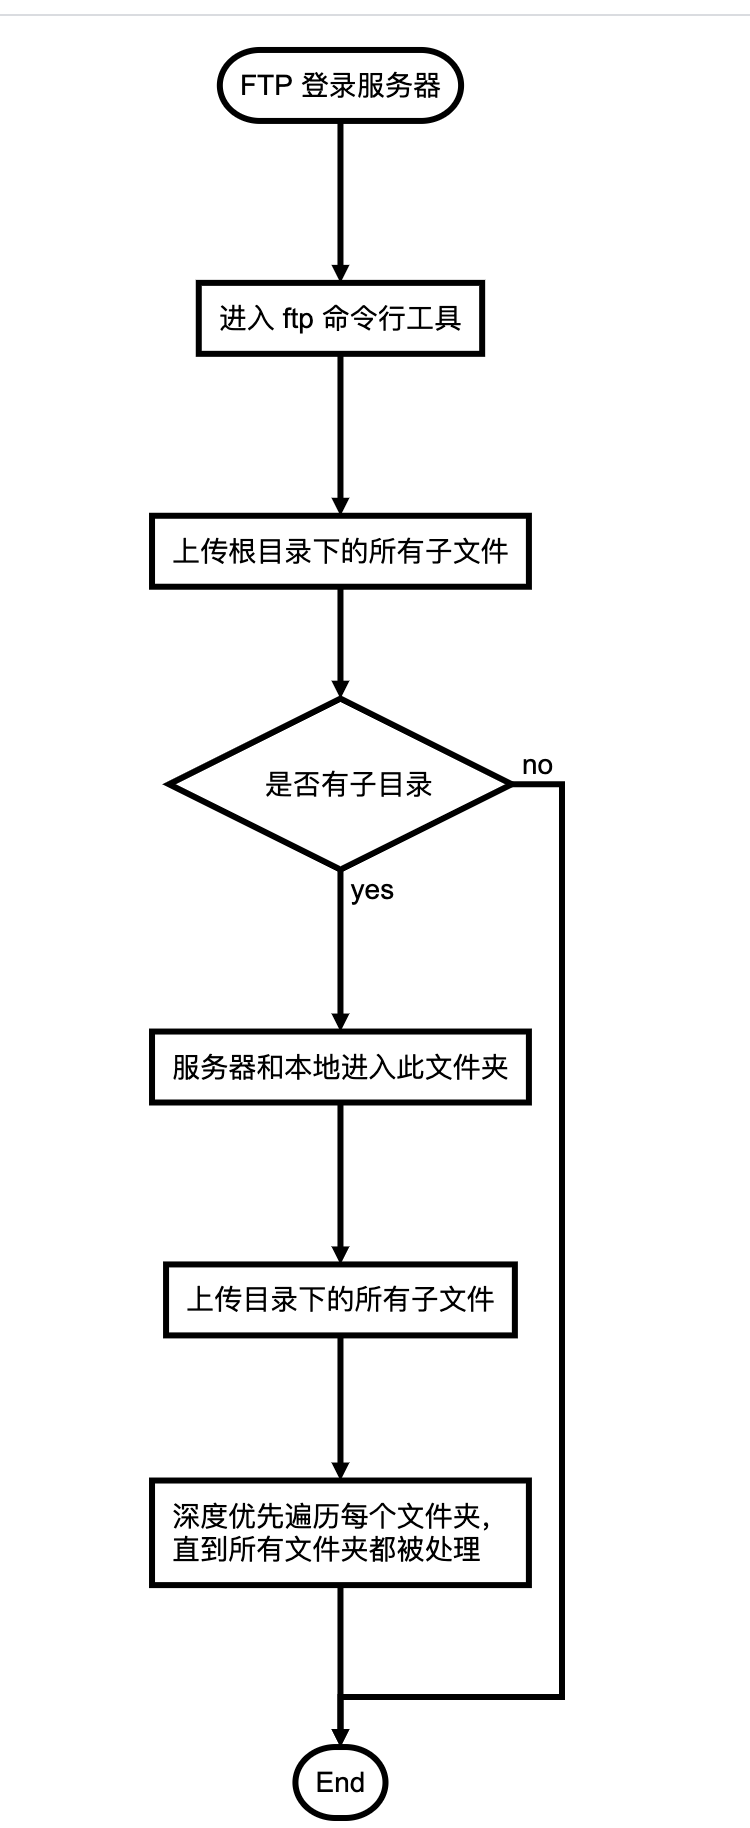 FTP 登录服务器
进入 ftp 命令行工具
上传根目录下的所有子文件
是否有子目录
no
yes
服务器和本地进入此文件夹
上传目录下的所有子文件
深度优先遍历每个文件夹，
直到所有文件夹都被处理
End